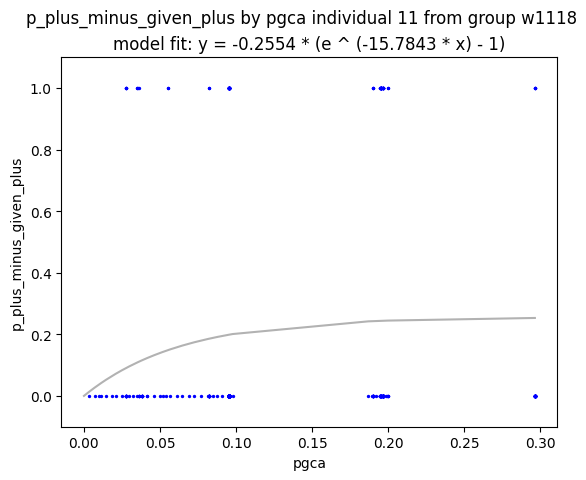 p_plus_minus_given_plus by pgca individual 11 from group w1118
model fit: y = -0.2554 * (e ^ (-15.7843 * x) - 1)
p_plus_minus_given_plus
1.0
0.8
0.6
0.4
0.2
0.0
0.00 0.05 0.10 0.15 0.20 0.25 0.30
pgca